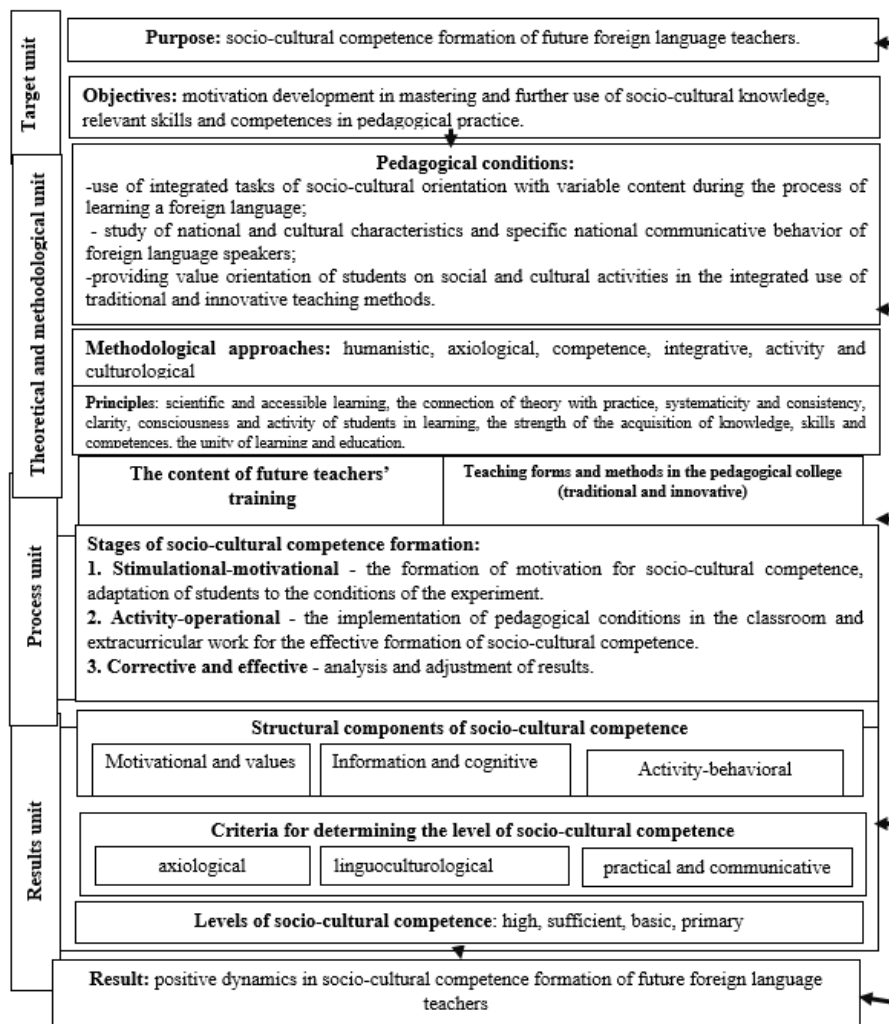 Target unit
Purpose: socio-cultural competence formation of future foreign language teachers.
Objectives: motivation development in mastering and further use of socio-cultural knowledge,
relevant skills and competences in pedagogical practice.
Theoretical and methodological unit
Pedagogical conditions:
-use of integrated tasks of socio-cultural orientation with variable content during the process of
learning a foreign language;
- study of national and cultural characteristics and specific national communicative behavior of
foreign language speakers;
-providing value orientation of students on social and cultural activities in the integrated use of
traditional and innovative teaching methods.
Methodological approaches: humanistic, axiological, competence, integrative, activity and
culturological
Principles: scientific and accessible learning, the connection of theory with practice, systematicity and consistency,
clarity, consciousness and activity of students in learning, the strength of the acquisition of knowledge, skills and
competences, the unity of learning and education.
The content of future teachers'
training
Teaching forms and methods in the pedagogical college
(traditional and innovative)
Process unit
Stages of socio-cultural competence formation:
1. Stimulational-motivational - the formation of motivation for socio-cultural competence,
adaptation of students to the conditions of the experiment.
2. Activity-operational - the implementation of pedagogical conditions in the classroom and
extracurricular work for the effective formation of socio-cultural competence.
3. Corrective and effective - analysis and adjustment of results.
Results unit
Structural components of socio-cultural competence
Motivational and values
Information and cognitive
Activity-behavioral
Criteria for determining the level of socio-cultural competence
axiological
linguoculturological
practical and communicative
Levels of socio-cultural competence: high, sufficient, basic, primary
Result: positive dynamics in socio-cultural competence formation of future foreign language
teachers